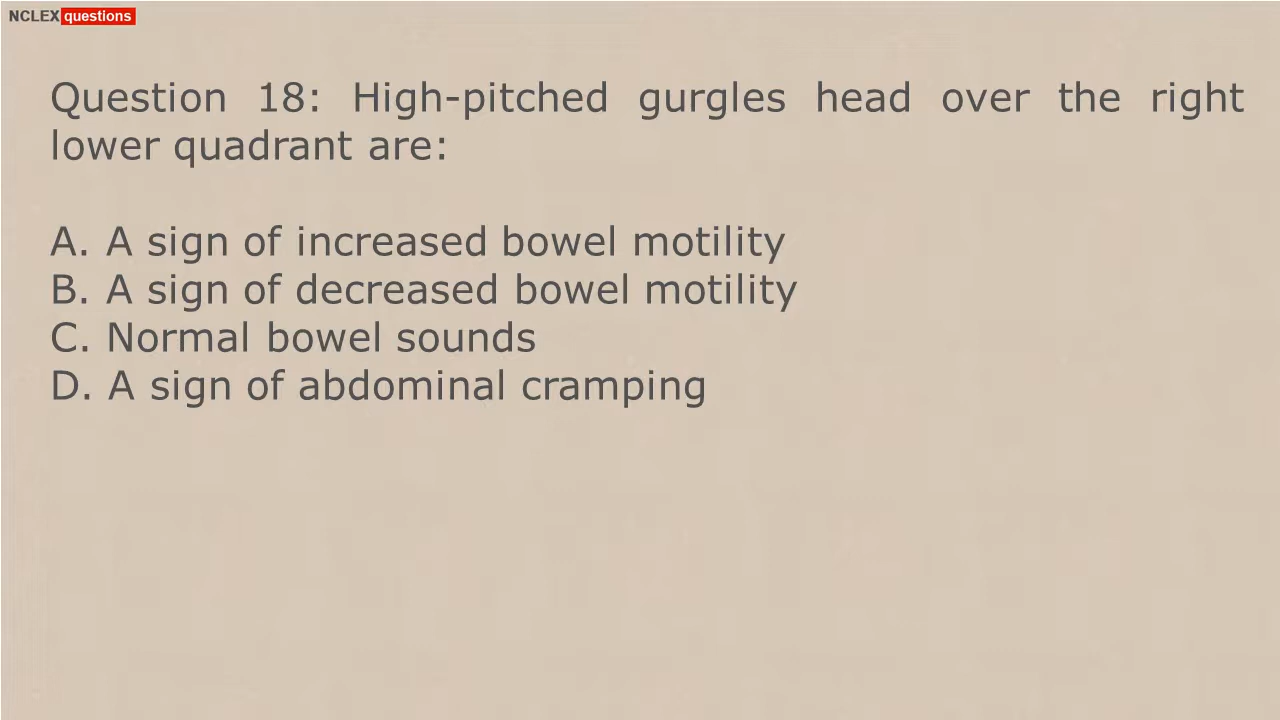 NCLEX questions
Question 18: High-pitched gurgles head over the right
lower quadrant are:
A. A sign of increased bowel motility
B. A sign of decreased bowel motility
C. Normal bowel sounds
D. A sign of abdominal cramping